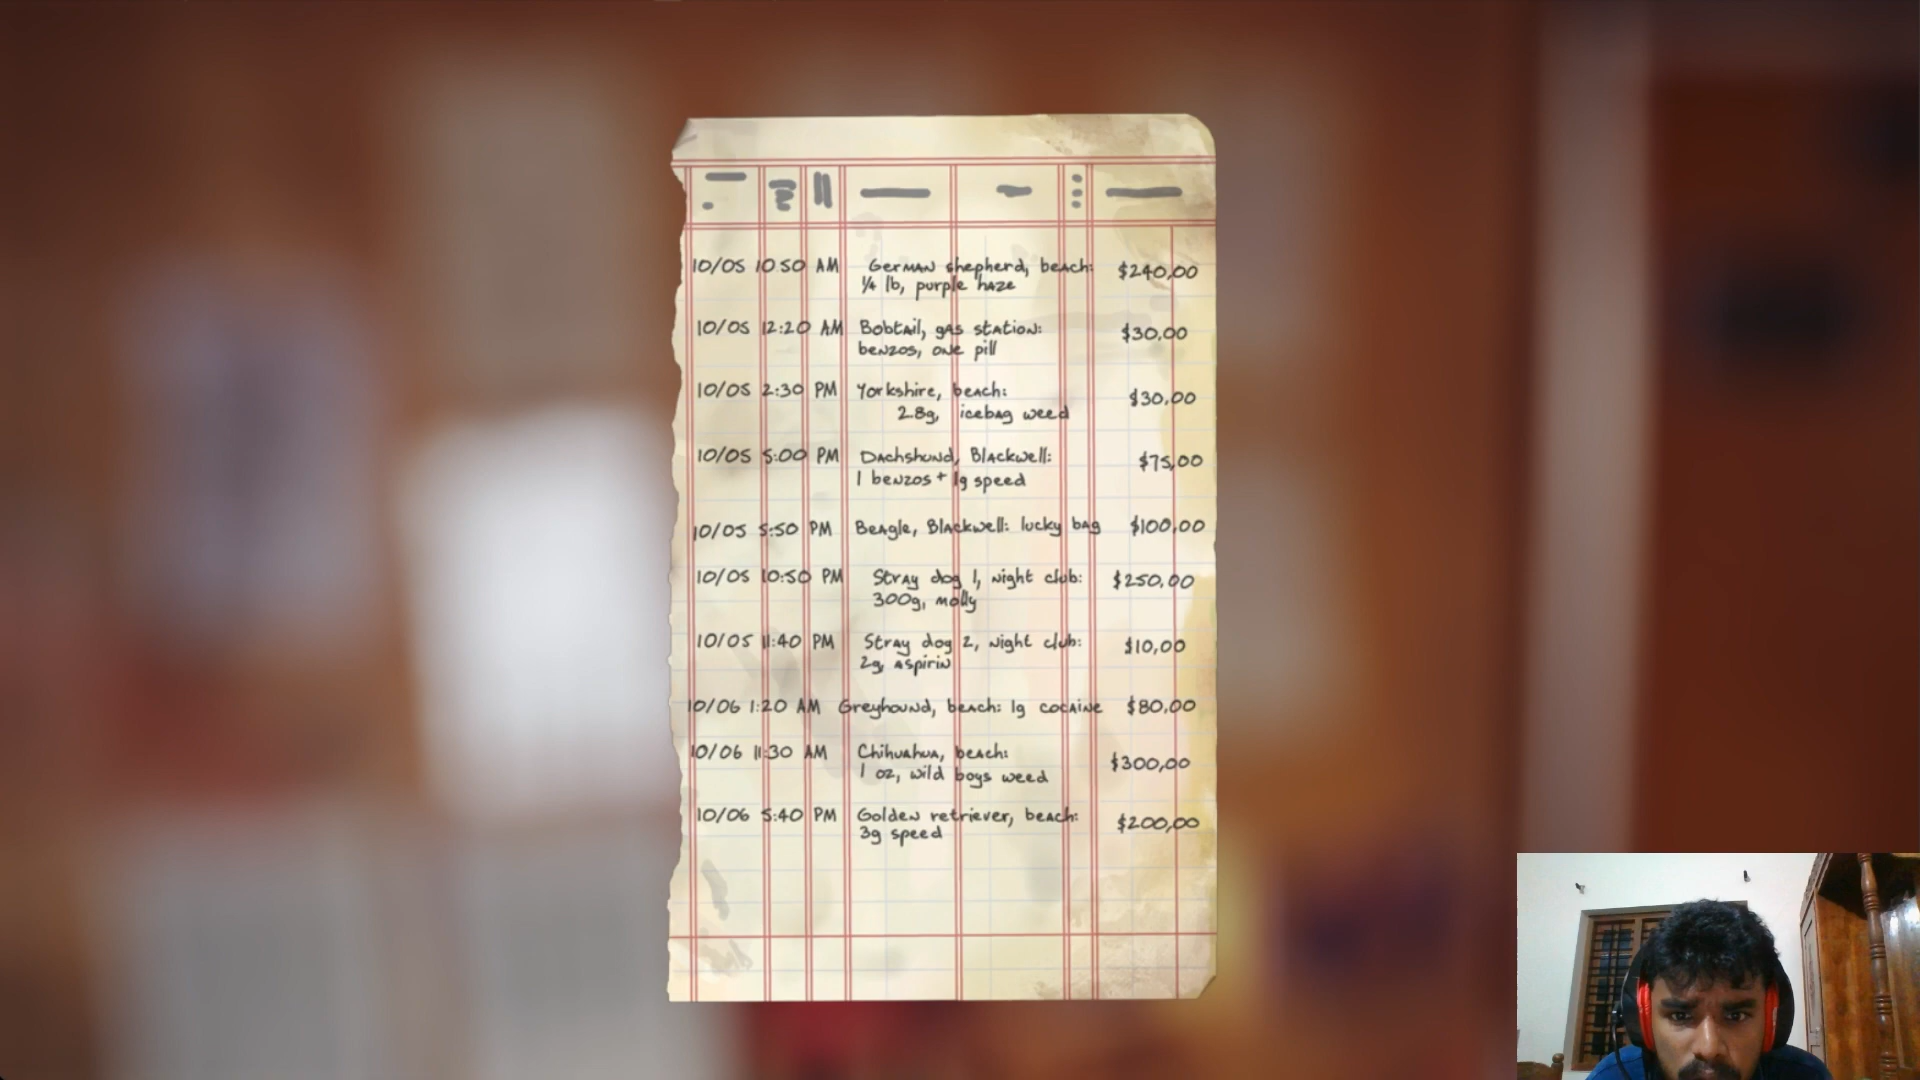 10/05 10:50 AM German shepherd, beach: $240,00
1/4 lb, purple haze
10/05 12:20 AM Bobtail, gas station: $30,00
benzos, one pill
10/05 2:30 PM Yorkshire, beach: $30,00
2.8g, icebag weed
10/05 5:00 PM Dachshund, Blackwell: $75,00
1 benzos + 1g speed
10/05 5:50 PM Beagle, Blackwell: lucky bag $100,00
10/05 10:50 PM Stray dog 1, night club: $250,00
300g, molly
10/05 11:40 PM Stray dog 2, night club: $10,00
2g, aspirin
10/06 1:20 AM Greyhound, beach: 1g cocaine $80,00
10/06 11:30 AM Chihuahua, beach: $300,00
1 oz, wild boys weed
10/06 5:40 PM Golden retriever, beach: $200,00
3g speed